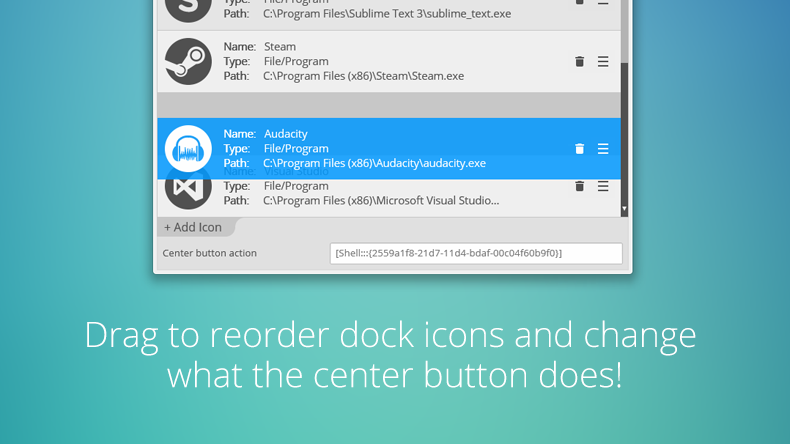 Type: File/Program
Path: C:\Program Files\Sublime Text 3\sublime_text.exe
Name: Steam
Type: File/Program
Path: C:\Program Files (x86)\Steam\Steam.exe
Name: Audacity
Type: File/Program
Path: C:\Program Files (x86)\Audacity\audacity.exe
Name: Visual Studio
Type: File/Program
Path: C:\Program Files (x86)\Microsoft Visual Studio...
+ Add Icon
Center button action [Shell:::{2559a1f8-21d7-11d4-bdaf-00c04f60b9f0}]
Drag to reorder dock icons and change
what the center button does!